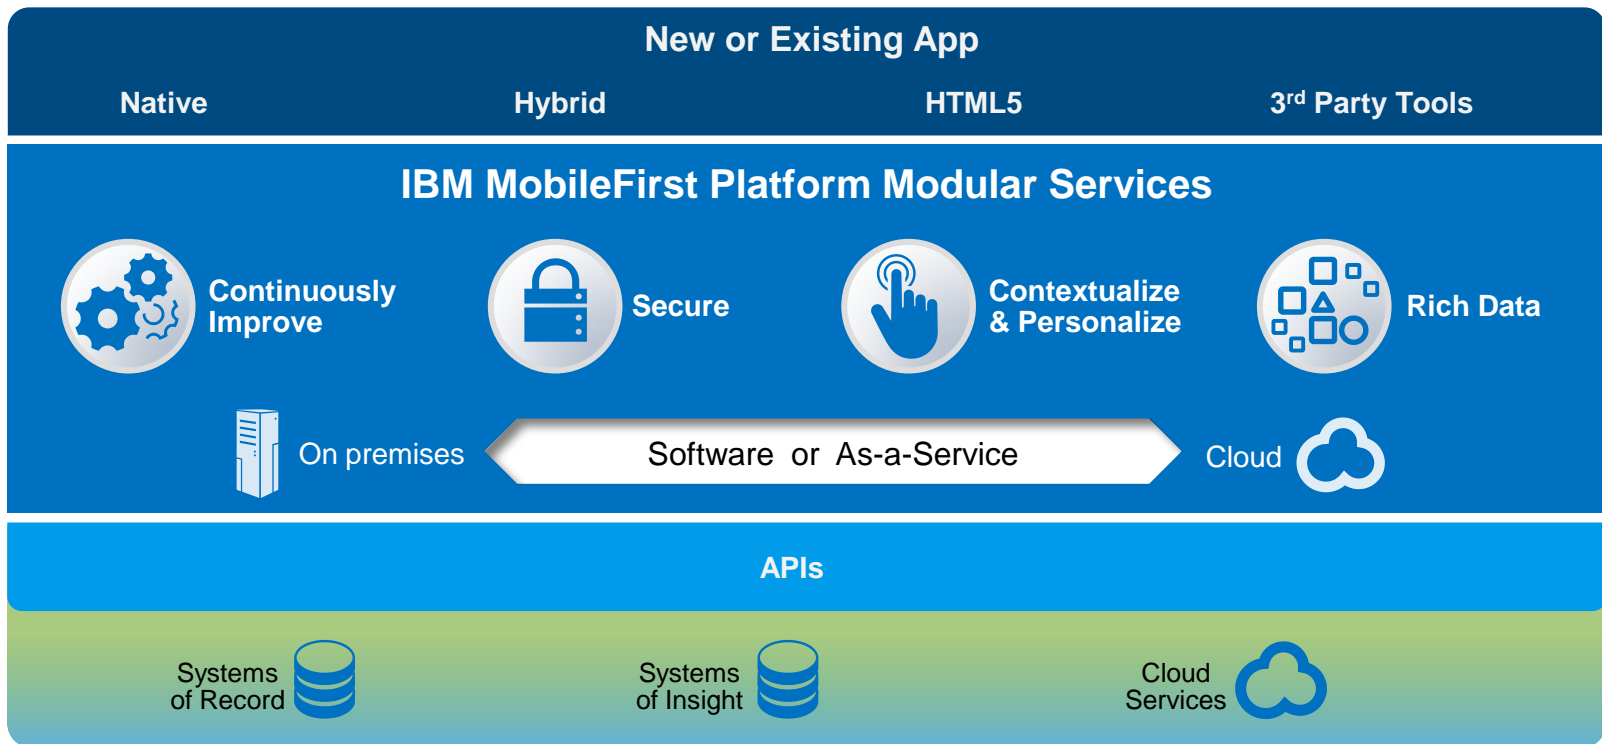 New or Existing App
Native Hybrid HTML5 3rd Party Tools
IBM MobileFirst Platform Modular Services
Continuously
Improve
Secure
Contextualize
& Personalize
Rich Data
On premises
Software or As-a-Service
Cloud
APIs
Systems
of Record
Systems
of Insight
Cloud
Services